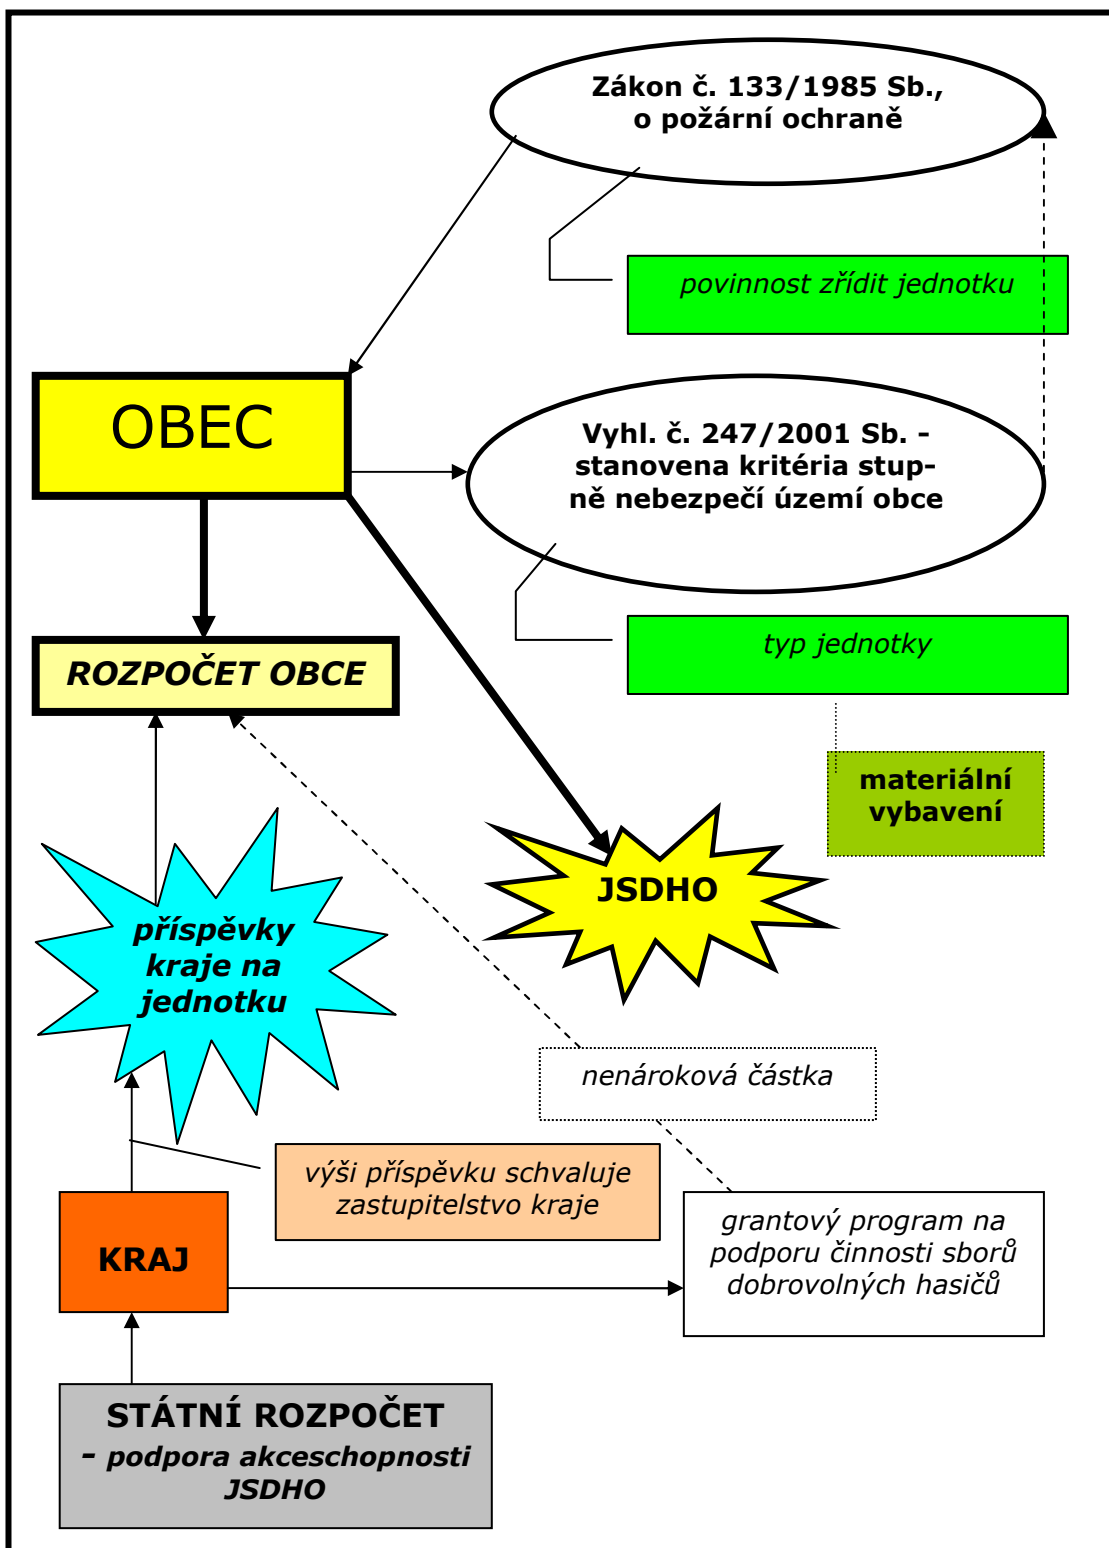 Zákon č. 133/1985 Sb.,
o požární ochraně
povinnost zřídit jednotku
OBEC
Vyhl. č. 247/2001 Sb. -
stanovena kritéria stup-
ně nebezpečí území obce
typ jednotky
ROZPOČET OBCE
materiální
vybavení
JSDHO
příspěvky
kraje na
jednotku
nenároková částka
výši příspěvku schvaluje
zastupitelstvo kraje
KRAJ
grantový program na
podporu činnosti sborů
dobrovolných hasičů
STÁTNÍ ROZPOČET
- podpora akceschopnosti
JSDHO